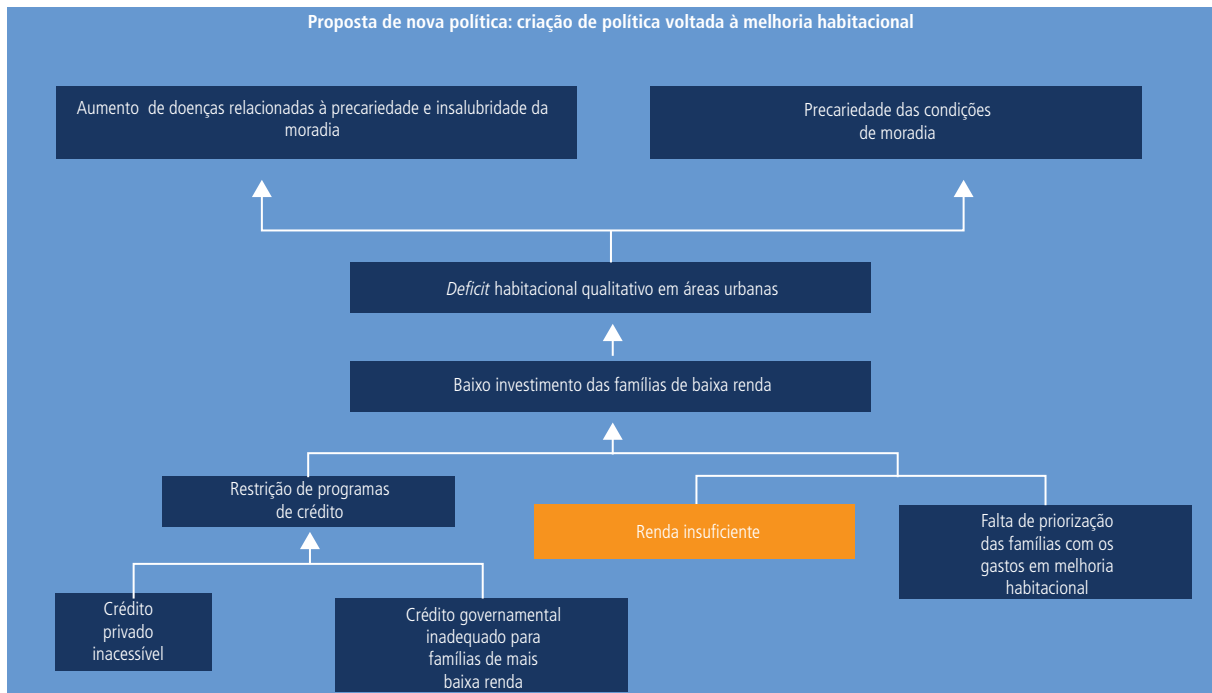 Proposta de nova política: criação de política voltada à melhoria habitacional
Aumento de doenças relacionadas à precariedade e insalubridade da
moradia
Precariedade das condições
de moradia
Deficit habitacional qualitativo em áreas urbanas
Baixo investimento das famílias de baixa renda
Restrição de programas
de crédito
Renda insuficiente
Falta de priorização
das famílias com os
gastos em melhoria
habitacional
Crédito
privado
inacessível
Crédito governamental
inadequado para
famílias de mais
baixa renda